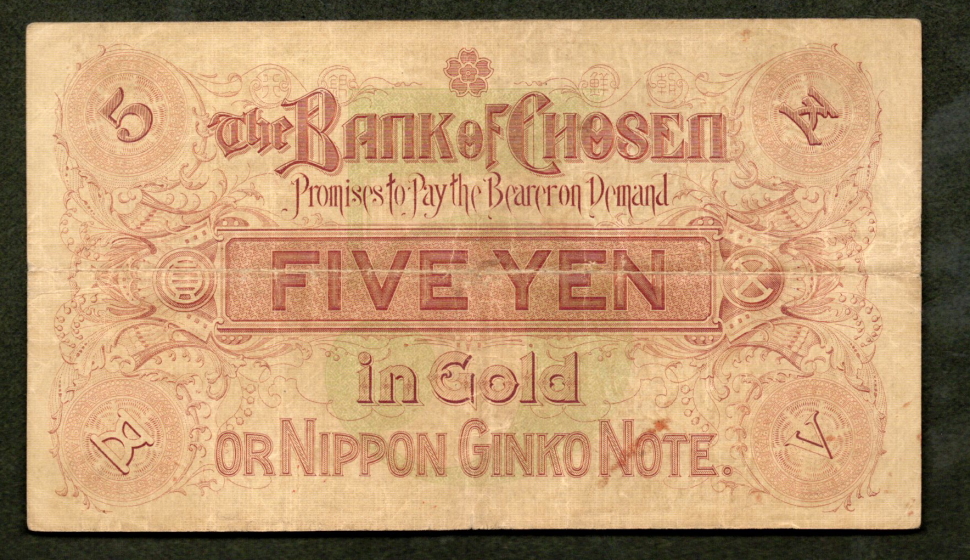 5
The Bank of Chosen
Promises to Pay the Bearer on Demand
FIVE YEN
in Gold
OR NIPPON GINKO NOTE.
V